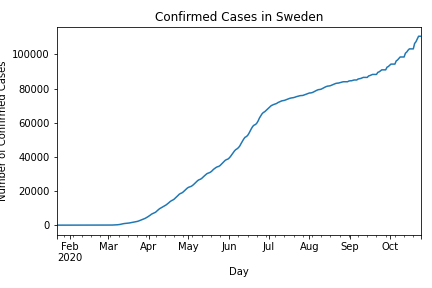 Confirmed Cases in Sweden
Number of Confirmed Cases
100000
80000
60000
40000
20000
0
Feb Mar Apr May Jun Jul Aug Sep Oct
2020
Day